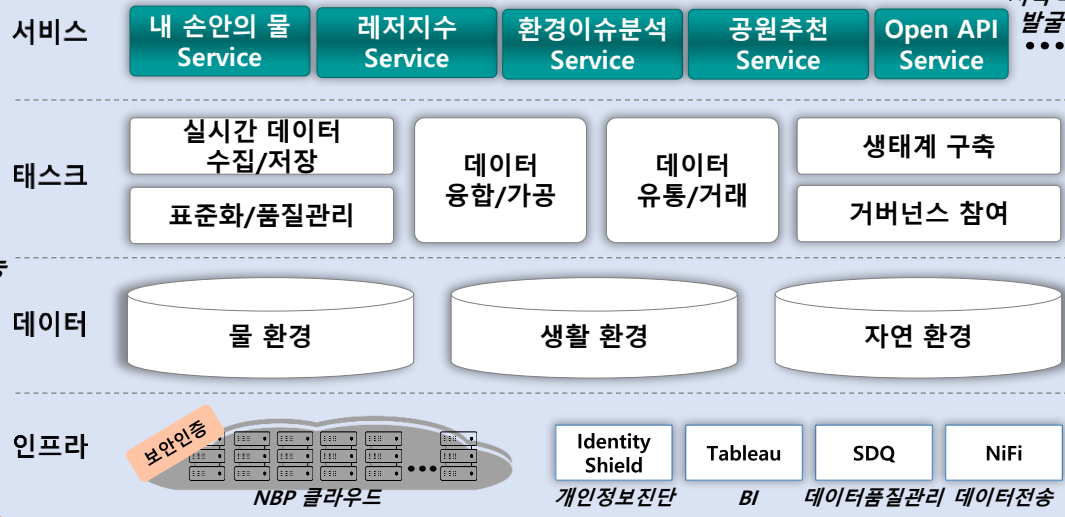 발굴
서비스
내 손안의 물
Service
레저지수
Service
환경이슈분석
Service
공원추천
Service
Open API
Service
태스크
실시간 데이터
수집/저장
표준화/품질관리
데이터
융합/가공
데이터
유통/거래
생태계 구축
거버넌스 참여
데이터
물 환경
생활 환경
자연 환경
인프라
보안인증
NBP 클라우드
Identity
Shield
개인정보진단
Tableau
BI
SDQ
데이터품질관리
NiFi
데이터전송